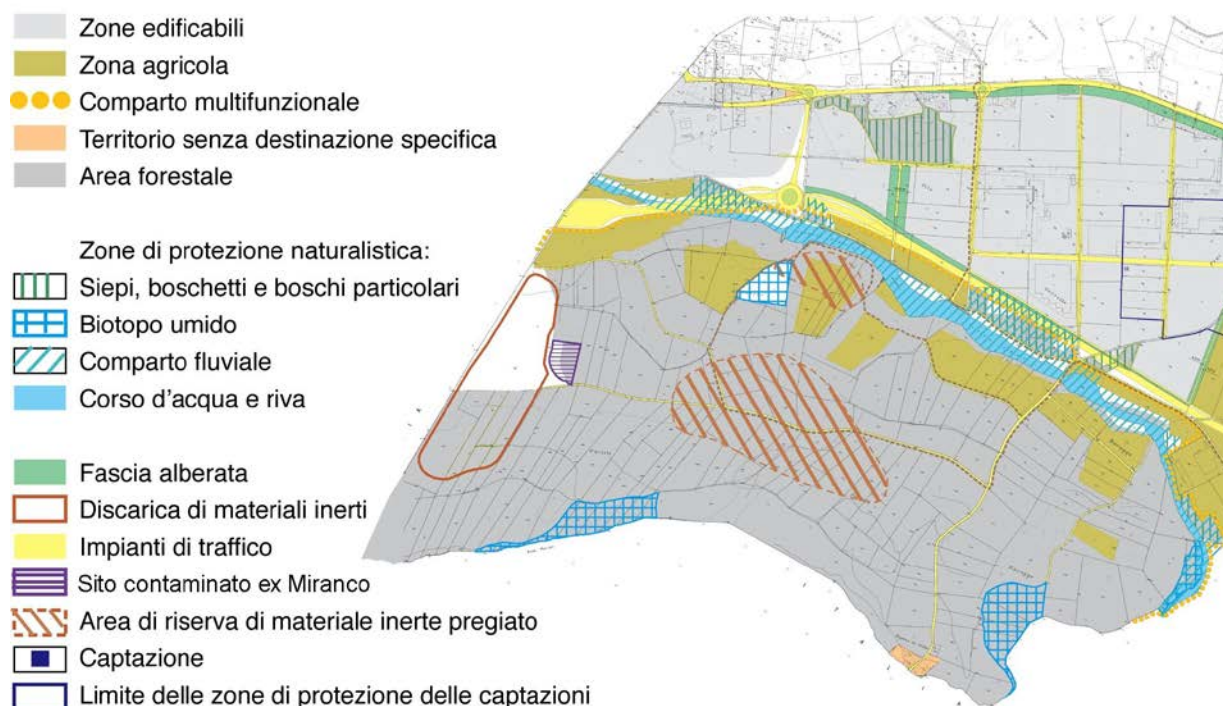 Zone edificabili
Zona agricola
Comparto multifunzionale
Territorio senza destinazione specifica
Area forestale
Zone di protezione naturalistica:
Siepi, boschetti e boschi particolari
Biotopo umido
Comparto fluviale
Corso d'acqua e riva
Fascia alberata
Discarica di materiali inerti
Impianti di traffico
Sito contaminato ex Miranco
Area di riserva di materiale inerte pregiato
Captazione
Limite delle zone di protezione delle captazioni